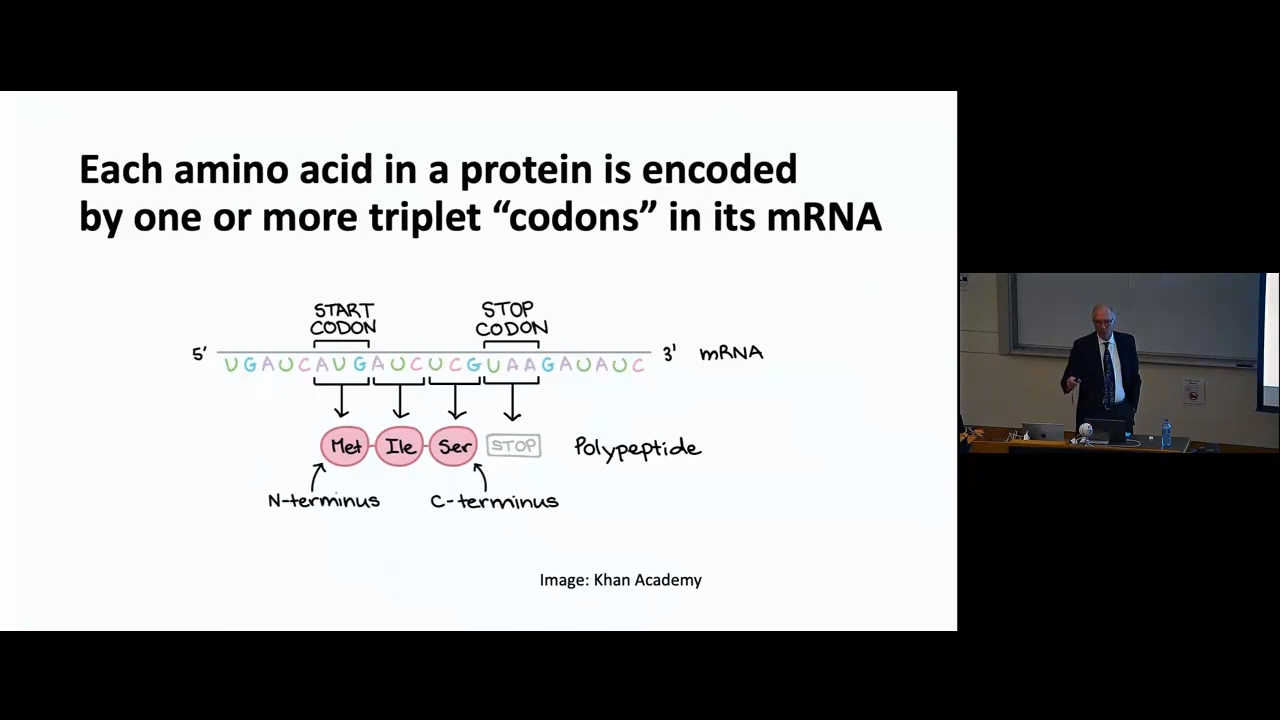 Each amino acid in a protein is encoded
by one or more triplet “codons” in its mRNA
START
CODON
STOP
CODON
5' UGAUCAUGAUCUCGUAAGAUAUC 3' mRNA
Met Ile Ser STOP Polypeptide
N-terminus C-terminus
Image: Khan Academy